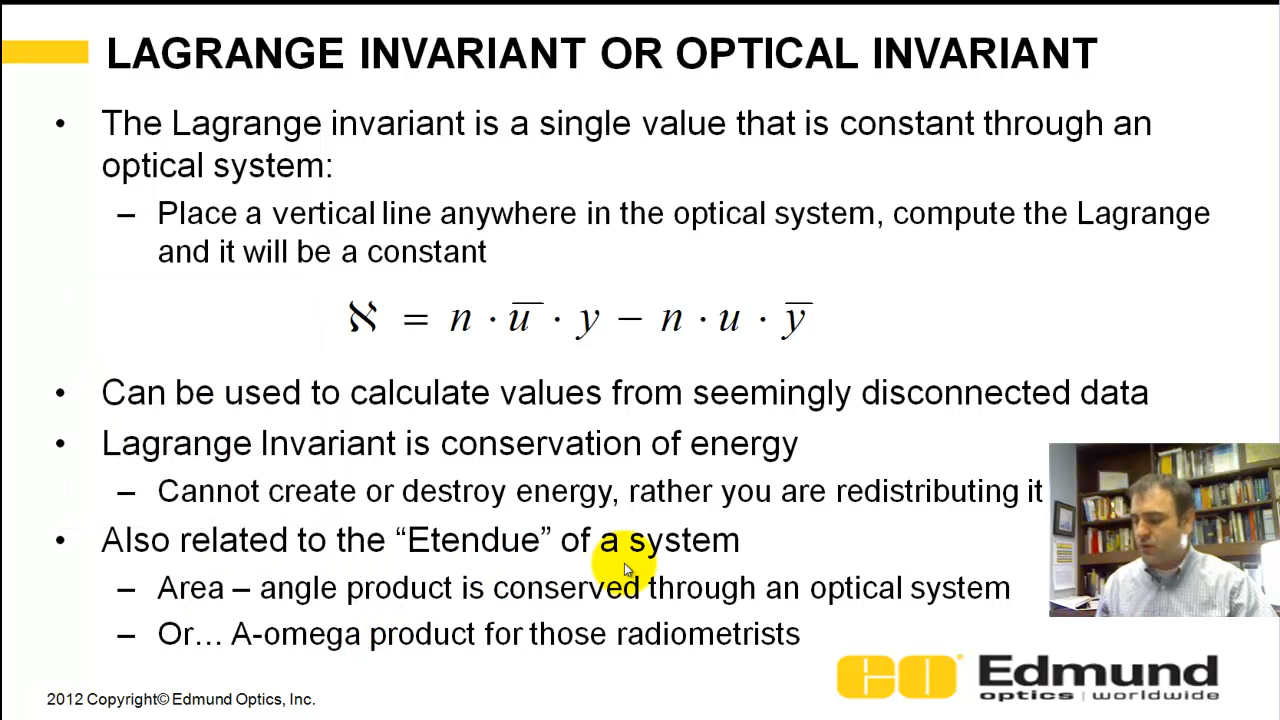 LAGRANGE INVARIANT OR OPTICAL INVARIANT
• The Lagrange invariant is a single value that is constant through an
optical system:
– Place a vertical line anywhere in the optical system, compute the Lagrange
and it will be a constant
ℵ = n · u̅ · y − n · u · y̅
• Can be used to calculate values from seemingly disconnected data
• Lagrange Invariant is conservation of energy
– Cannot create or destroy energy, rather you are redistributing it
• Also related to the “Etendue” of a system
– Area – angle product is conserved through an optical system
– Or… A-omega product for those radiometrists
EO Edmund
optics | worldwide
2012 Copyright© Edmund Optics, Inc.